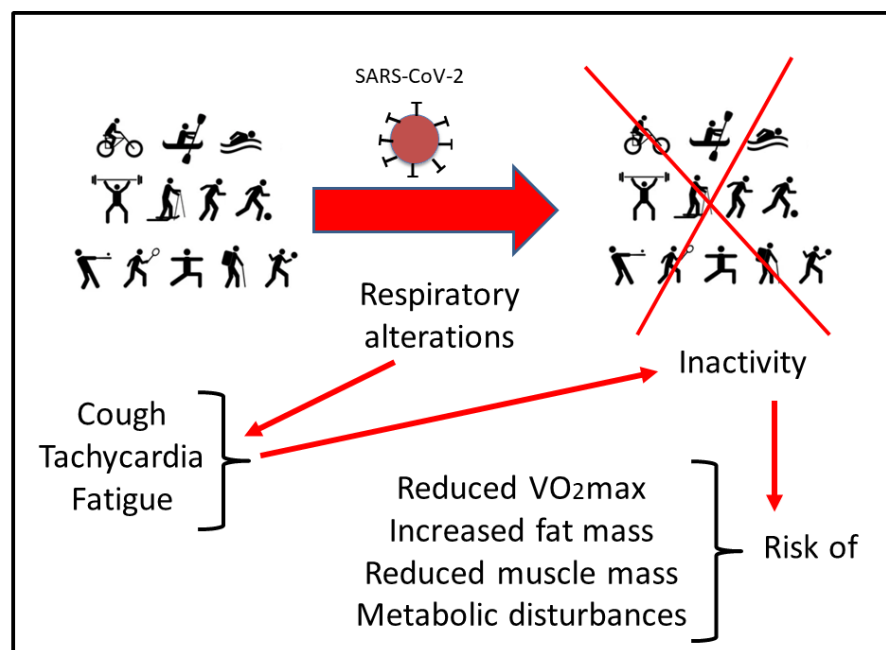 SARS-CoV-2
Respiratory
alterations
Inactivity
Cough
Tachycardia
Fatigue
Reduced VO2max
Increased fat mass
Reduced muscle mass
Metabolic disturbances
Risk of